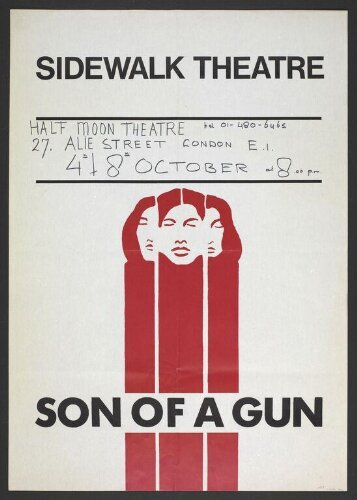 SIDEWALK THEATRE
HALF MOON THEATRE tel 01-480-6465
27. ALIE STREET LONDON E.1.
4th/8th OCTOBER at 8.00 p.m.
SON OF A GUN